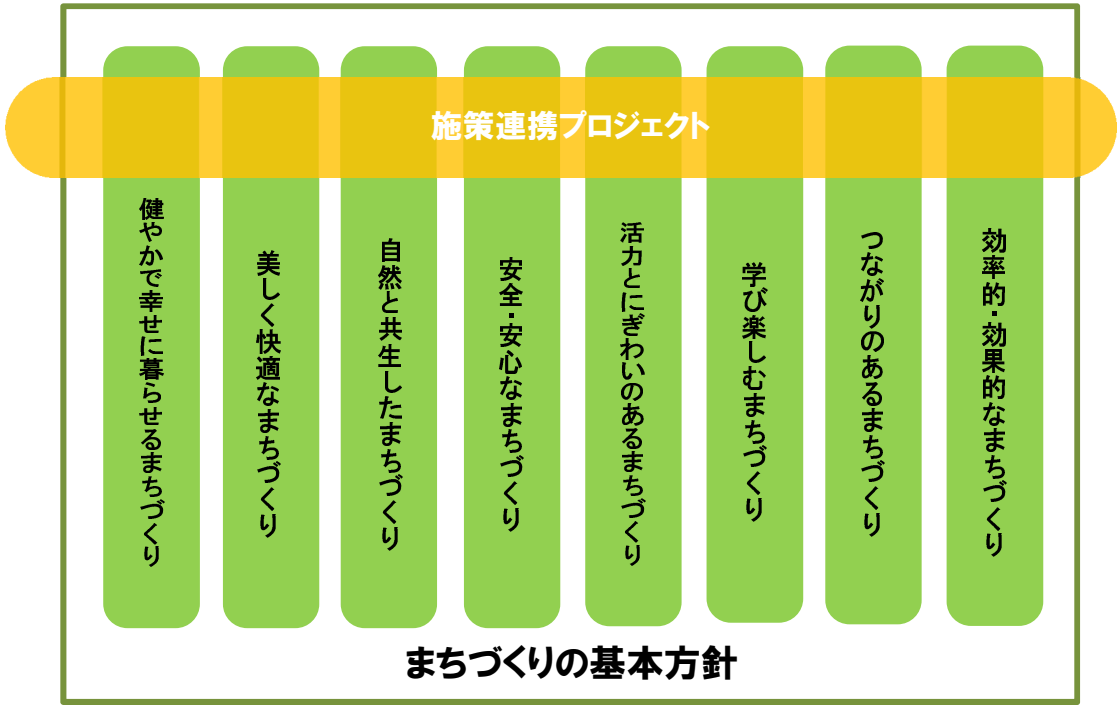 施策連携プロジェクト
健やかで幸せに暮らせるまちづくり
美しく快適なまちづくり
自然と共生したまちづくり
安全・安心なまちづくり
活力とにぎわいのあるまちづくり
学び楽しむまちづくり
つながりのあるまちづくり
効率的・効果的なまちづくり
まちづくりの基本方針